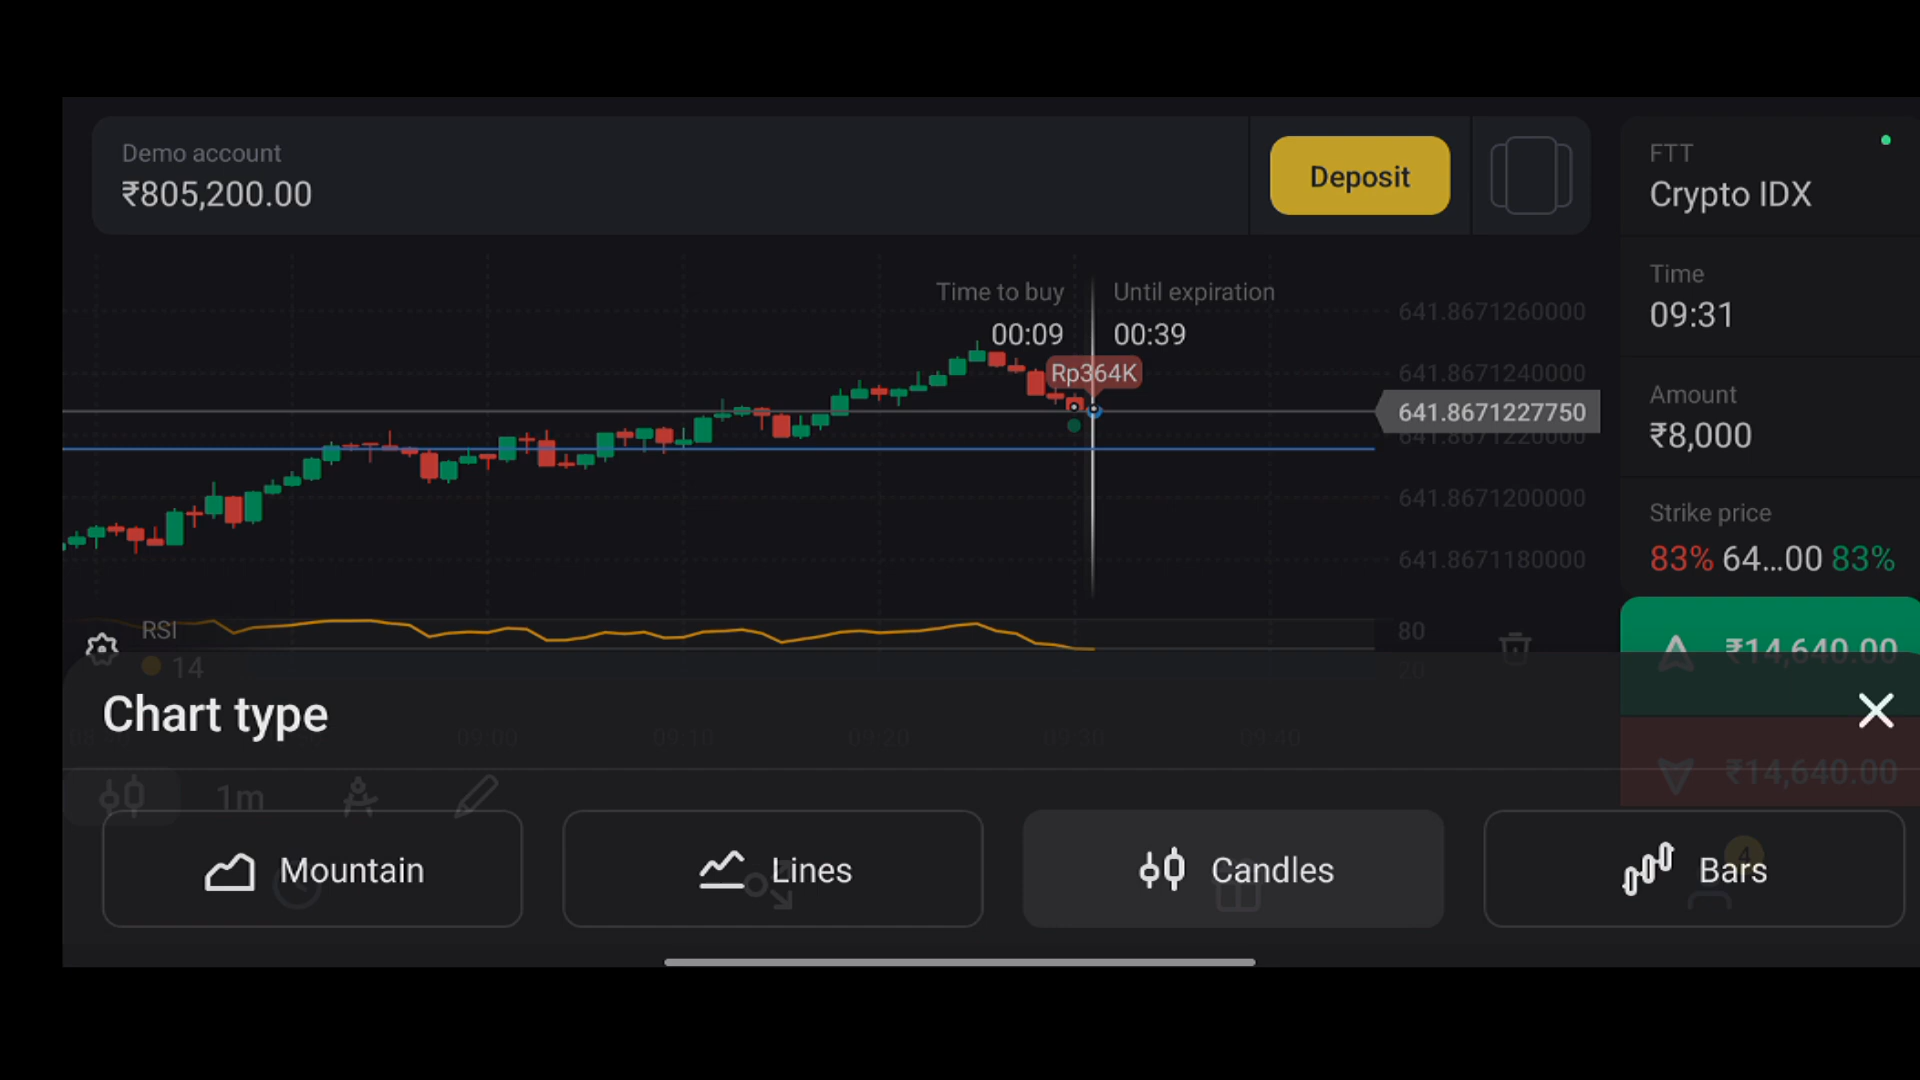 Demo account
₹805,200.00
Deposit
FTT
Crypto IDX
Time
09:31
Amount
₹8,000
Strike price
83% 64...00 83%
₹14,640.00
₹14,640.00
Time to buy
00:09
Until expiration
00:39
Rp364K
641.8671260000
641.8671240000
641.8671227750
641.8671220000
641.8671200000
641.8671180000
RSI
14
80
20
Chart type
09:00
09:10
09:20
09:30
09:40
1m
Mountain
Lines
Candles
Bars
4